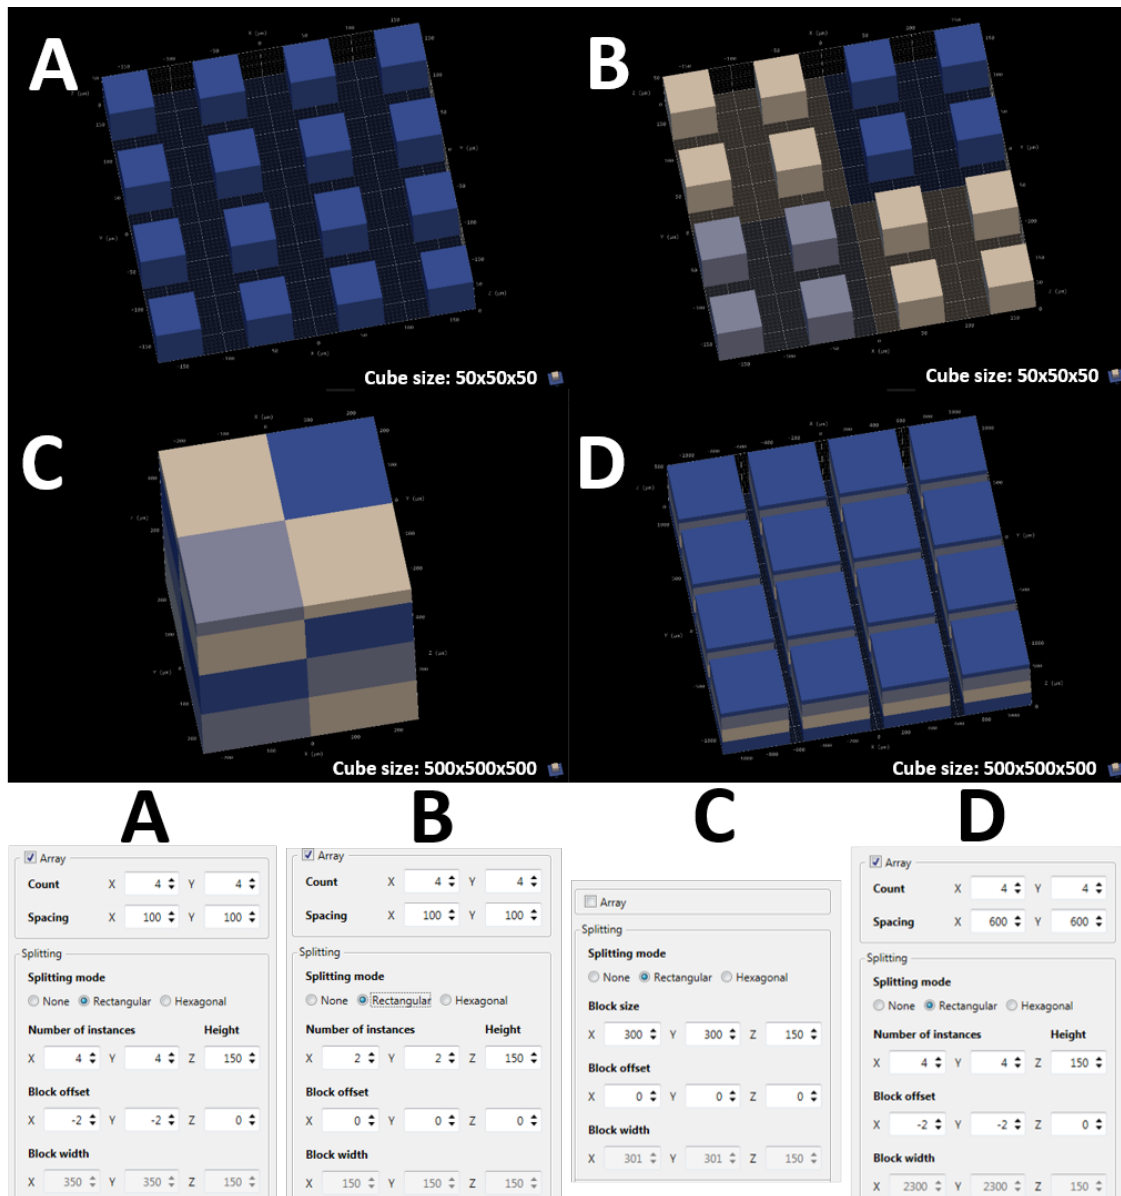 A
B
Cube size: 50x50x50
Cube size: 50x50x50
C
D
Cube size: 500x500x500
Cube size: 500x500x500
A
B
C
D
Array
Count X 4 Y 4
Spacing X 100 Y 100
Splitting
Splitting mode
None Rectangular Hexagonal
Number of instances Height
X 4 Y 4 Z 150
Block offset
X -2 Y -2 Z 0
Block width
X 350 Y 350 Z 150
Array
Count X 4 Y 4
Spacing X 100 Y 100
Splitting
Splitting mode
None Rectangular Hexagonal
Number of instances Height
X 2 Y 2 Z 150
Block offset
X 0 Y 0 Z 0
Block width
X 150 Y 150 Z 150
Array
Splitting
Splitting mode
None Rectangular Hexagonal
Block size
X 300 Y 300 Z 150
Block offset
X 0 Y 0 Z 0
Block width
X 301 Y 301 Z 150
Array
Count X 4 Y 4
Spacing X 600 Y 600
Splitting
Splitting mode
None Rectangular Hexagonal
Number of instances Height
X 4 Y 4 Z 150
Block offset
X -2 Y -2 Z 0
Block width
X 2300 Y 2300 Z 150